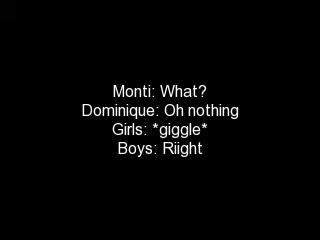 Monti: What?
Dominique: Oh nothing
Girls: *giggle*
Boys: Riight